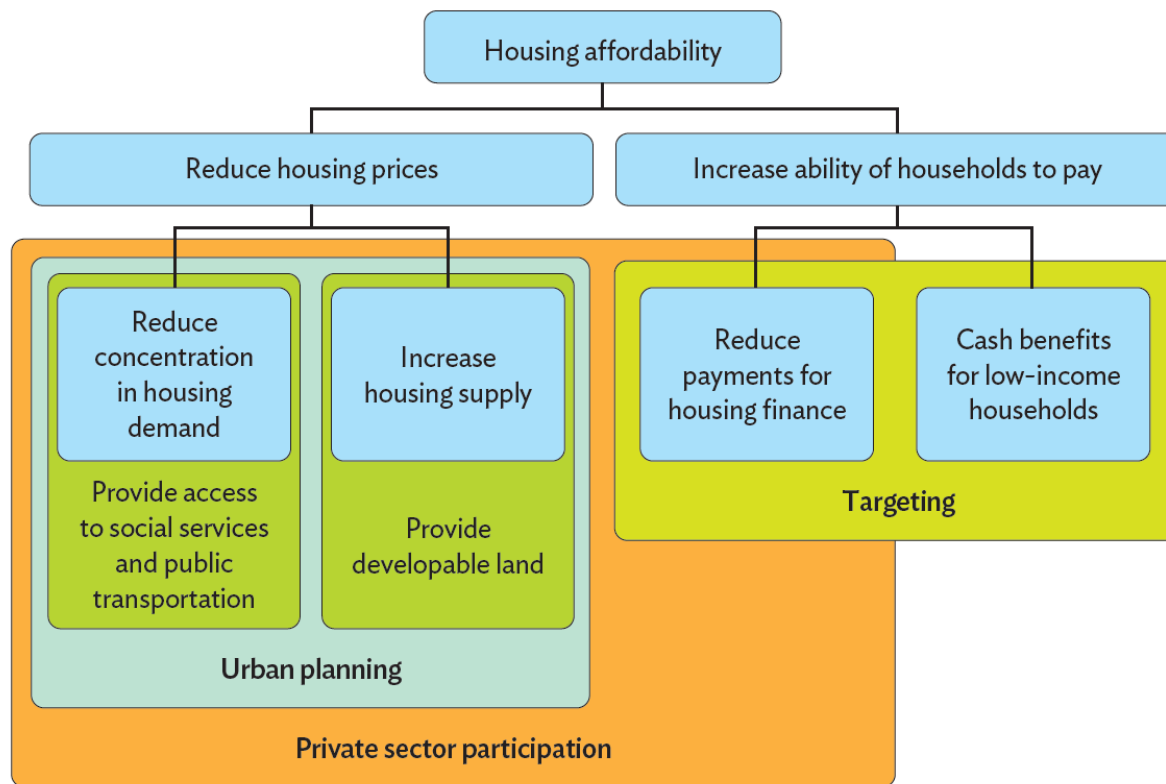 Housing affordability
Reduce housing prices
Increase ability of households to pay
Reduce
concentration
in housing
demand
Increase
housing supply
Reduce
payments for
housing finance
Cash benefits
for low-income
households
Provide access
to social services
and public
transportation
Provide
developable land
Targeting
Urban planning
Private sector participation